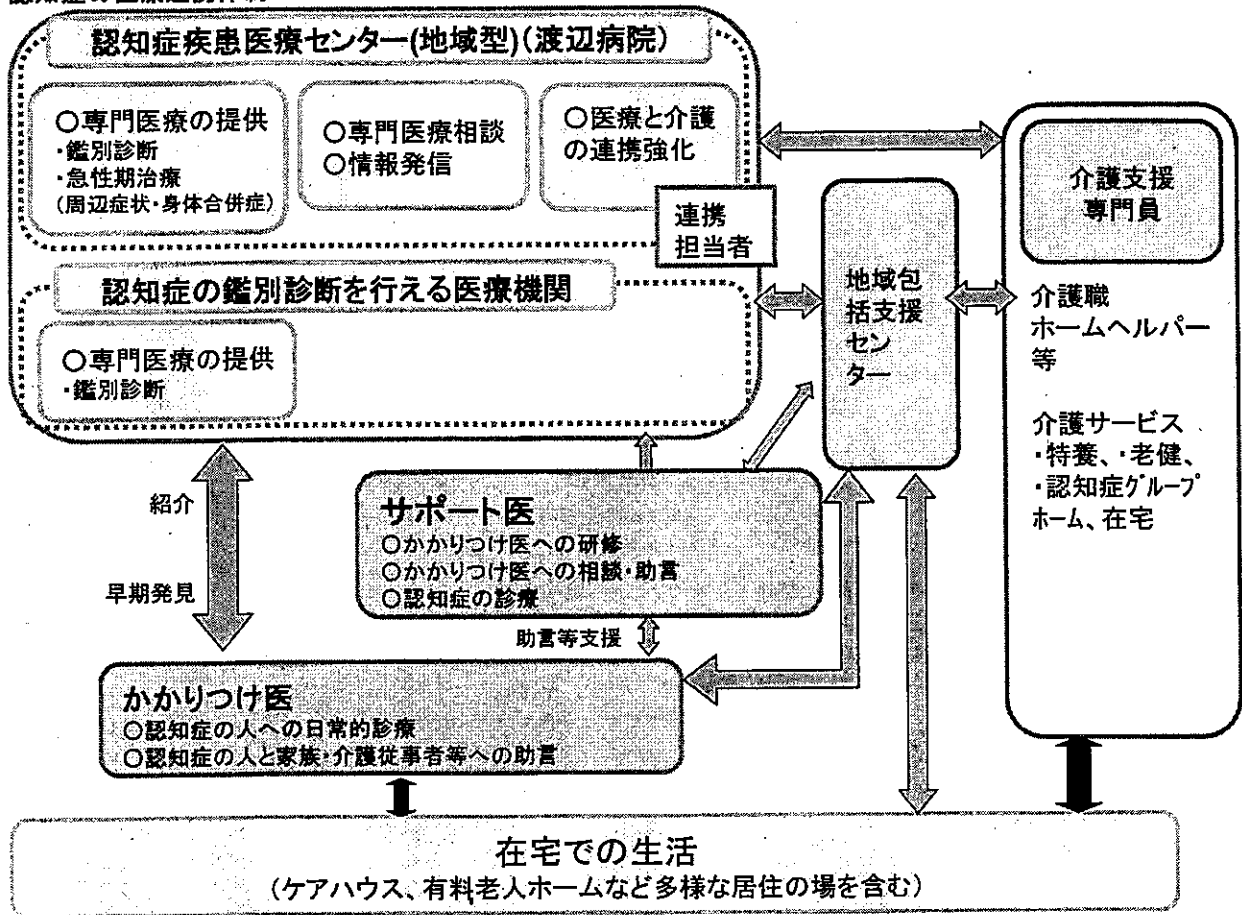 認知症疾患医療センター(地域型)(渡辺病院)
○専門医療の提供
・鑑別診断
・急性期治療
(周辺症状・身体合併症)
○専門医療相談
○情報発信
○医療と介護
の連携強化
連携
担当者
認知症の鑑別診断を行える医療機関
○専門医療の提供
・鑑別診断
地域包
括支援
セン
ター
介護支援
専門員
介護職
ホームヘルパー
等
介護サービス
・特養、・老健、
・認知症グループ
ホーム、在宅
紹介
早期発見
サポート医
○かかりつけ医への研修
○かかりつけ医への相談・助言
○認知症の診療
助言等支援
かかりつけ医
○認知症の人への日常的診療
○認知症の人と家族・介護従事者等への助言
在宅での生活
(ケアハウス、有料老人ホームなど多様な居住の場を含む)